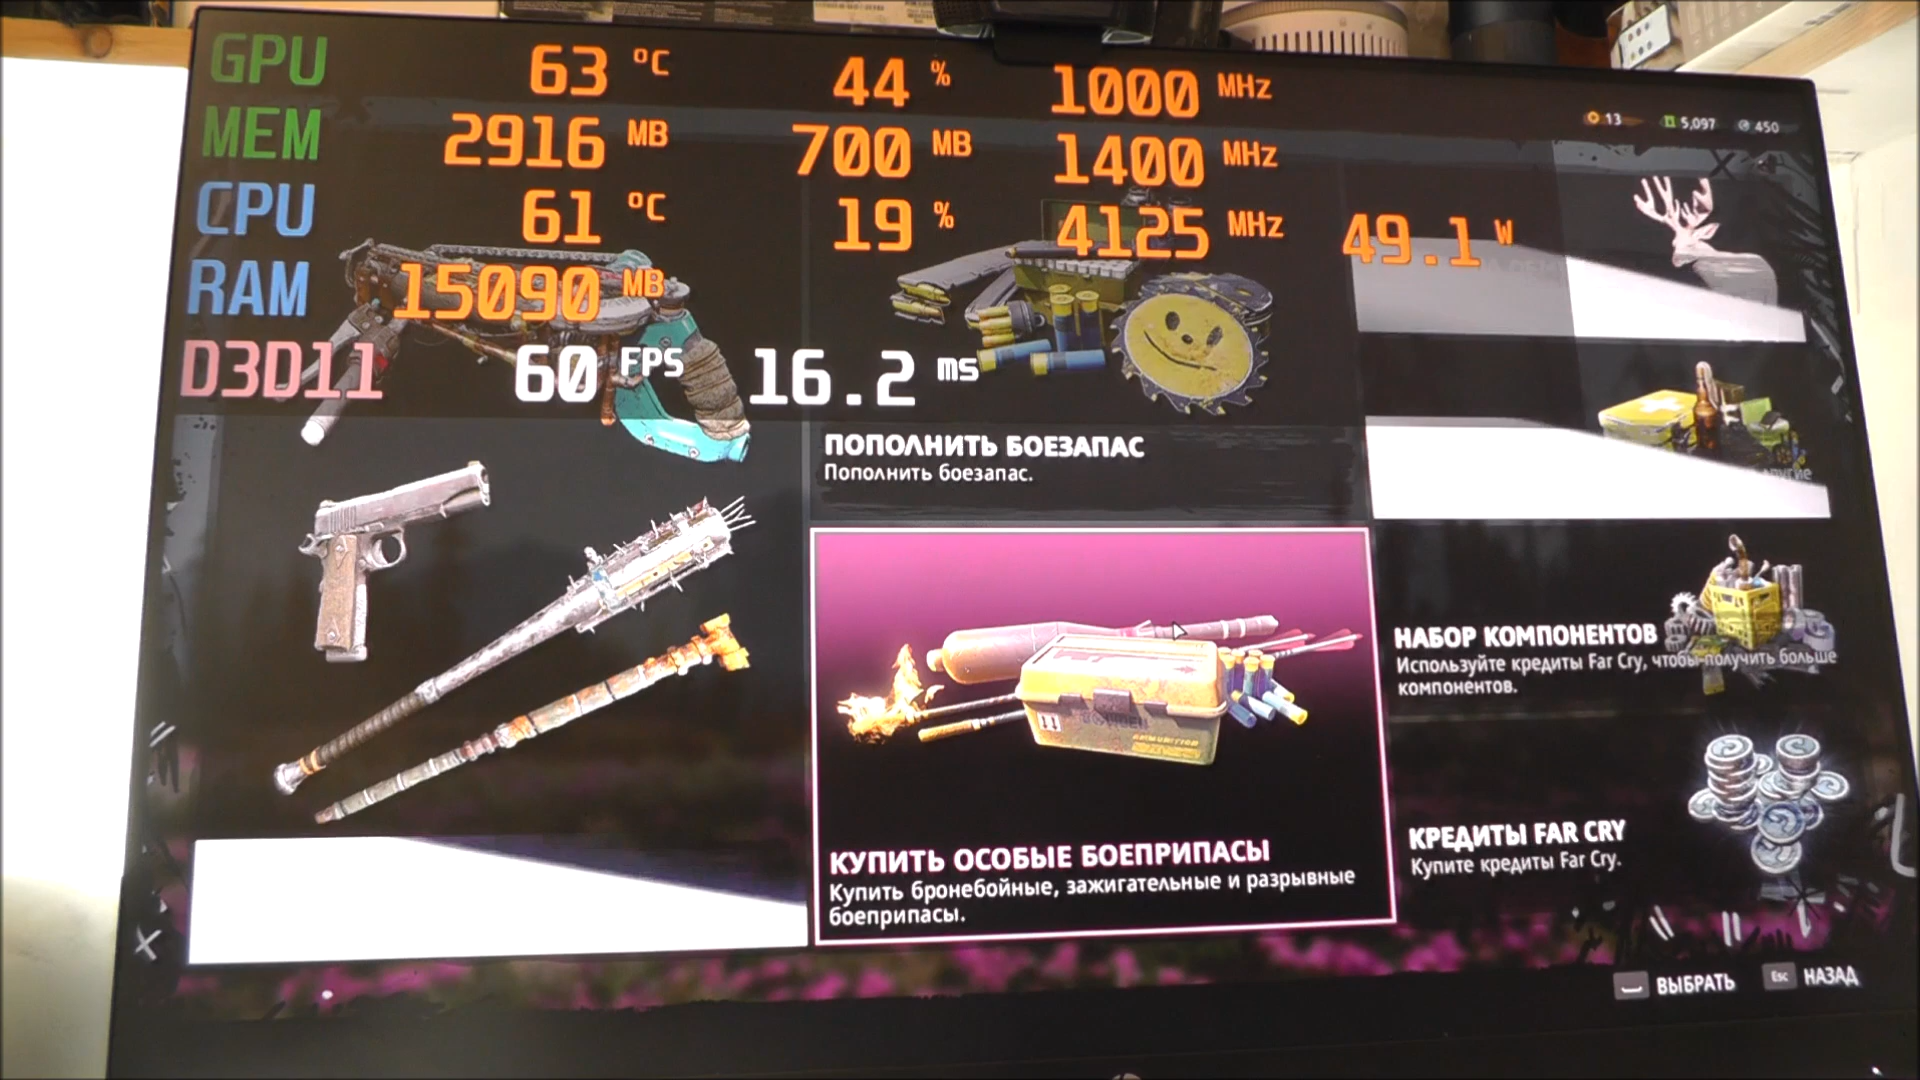 GPU 63 °C 44 % 1000 MHz
MEM 2916 MB 700 MB 1400 MHz
CPU 61 °C 19 % 4125 MHz 49.1 W
RAM 15090 MB
D3D11 60 FPS 16.2 ms
13 5,097 450
ПОПОЛНИТЬ БОЕЗАПАС
Пополнить боезапас.
другие
НАБОР КОМПОНЕНТОВ
Используйте кредиты Far Cry, чтобы получить больше
компонентов.
КУПИТЬ ОСОБЫЕ БОЕПРИПАСЫ
Купить бронебойные, зажигательные и разрывные
боеприпасы.
КРЕДИТЫ FAR CRY
Купите кредиты Far Cry.
ВЫБРАТЬ Esc НАЗАД